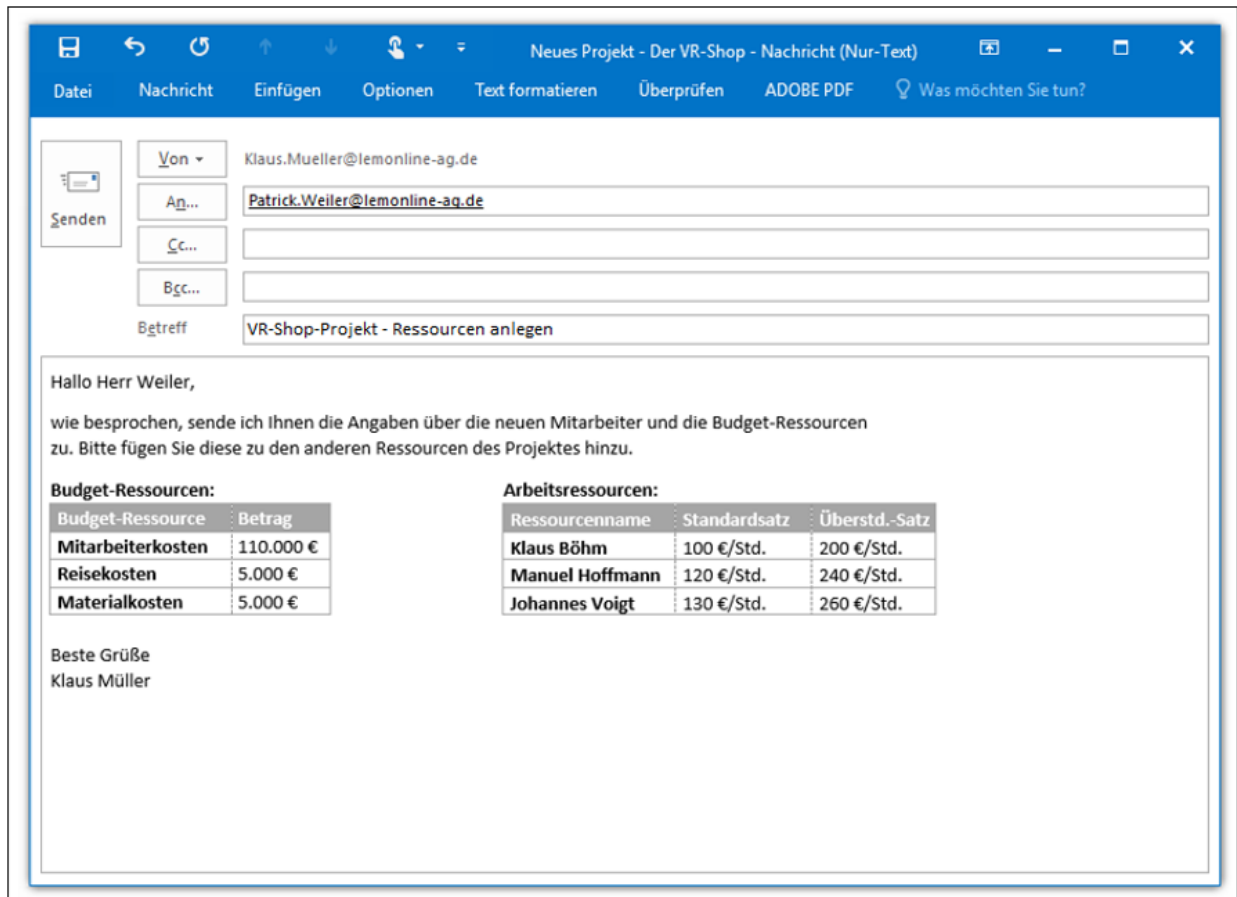 Neues Projekt - Der VR-Shop - Nachricht (Nur-Text)
Datei Nachricht Einfügen Optionen Text formatieren Überprüfen ADOBE PDF Was möchten Sie tun?
Senden
Von Klaus.Mueller@lemonline-ag.de
An... Patrick.Weiler@lemonline-ag.de
Cc...
Bcc...
Betreff VR-Shop-Projekt - Ressourcen anlegen
Hallo Herr Weiler,
wie besprochen, sende ich Ihnen die Angaben über die neuen Mitarbeiter und die Budget-Ressourcen
zu. Bitte fügen Sie diese zu den anderen Ressourcen des Projektes hinzu.
Budget-Ressourcen:
Budget-Ressource Betrag
Mitarbeiterkosten 110.000 €
Reisekosten 5.000 €
Materialkosten 5.000 €
Arbeitsressourcen:
Ressourcenname Standardsatz Überstd.-Satz
Klaus Böhm 100 €/Std. 200 €/Std.
Manuel Hoffmann 120 €/Std. 240 €/Std.
Johannes Voigt 130 €/Std. 260 €/Std.
Beste Grüße
Klaus Müller